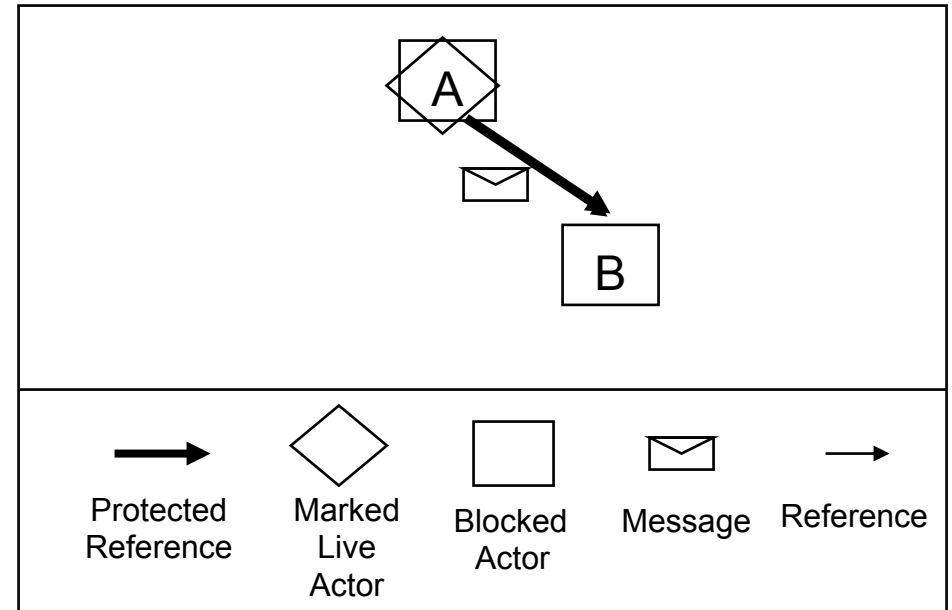 A
B
Protected
Reference
Marked
Live
Actor
Blocked
Actor
Message
Reference